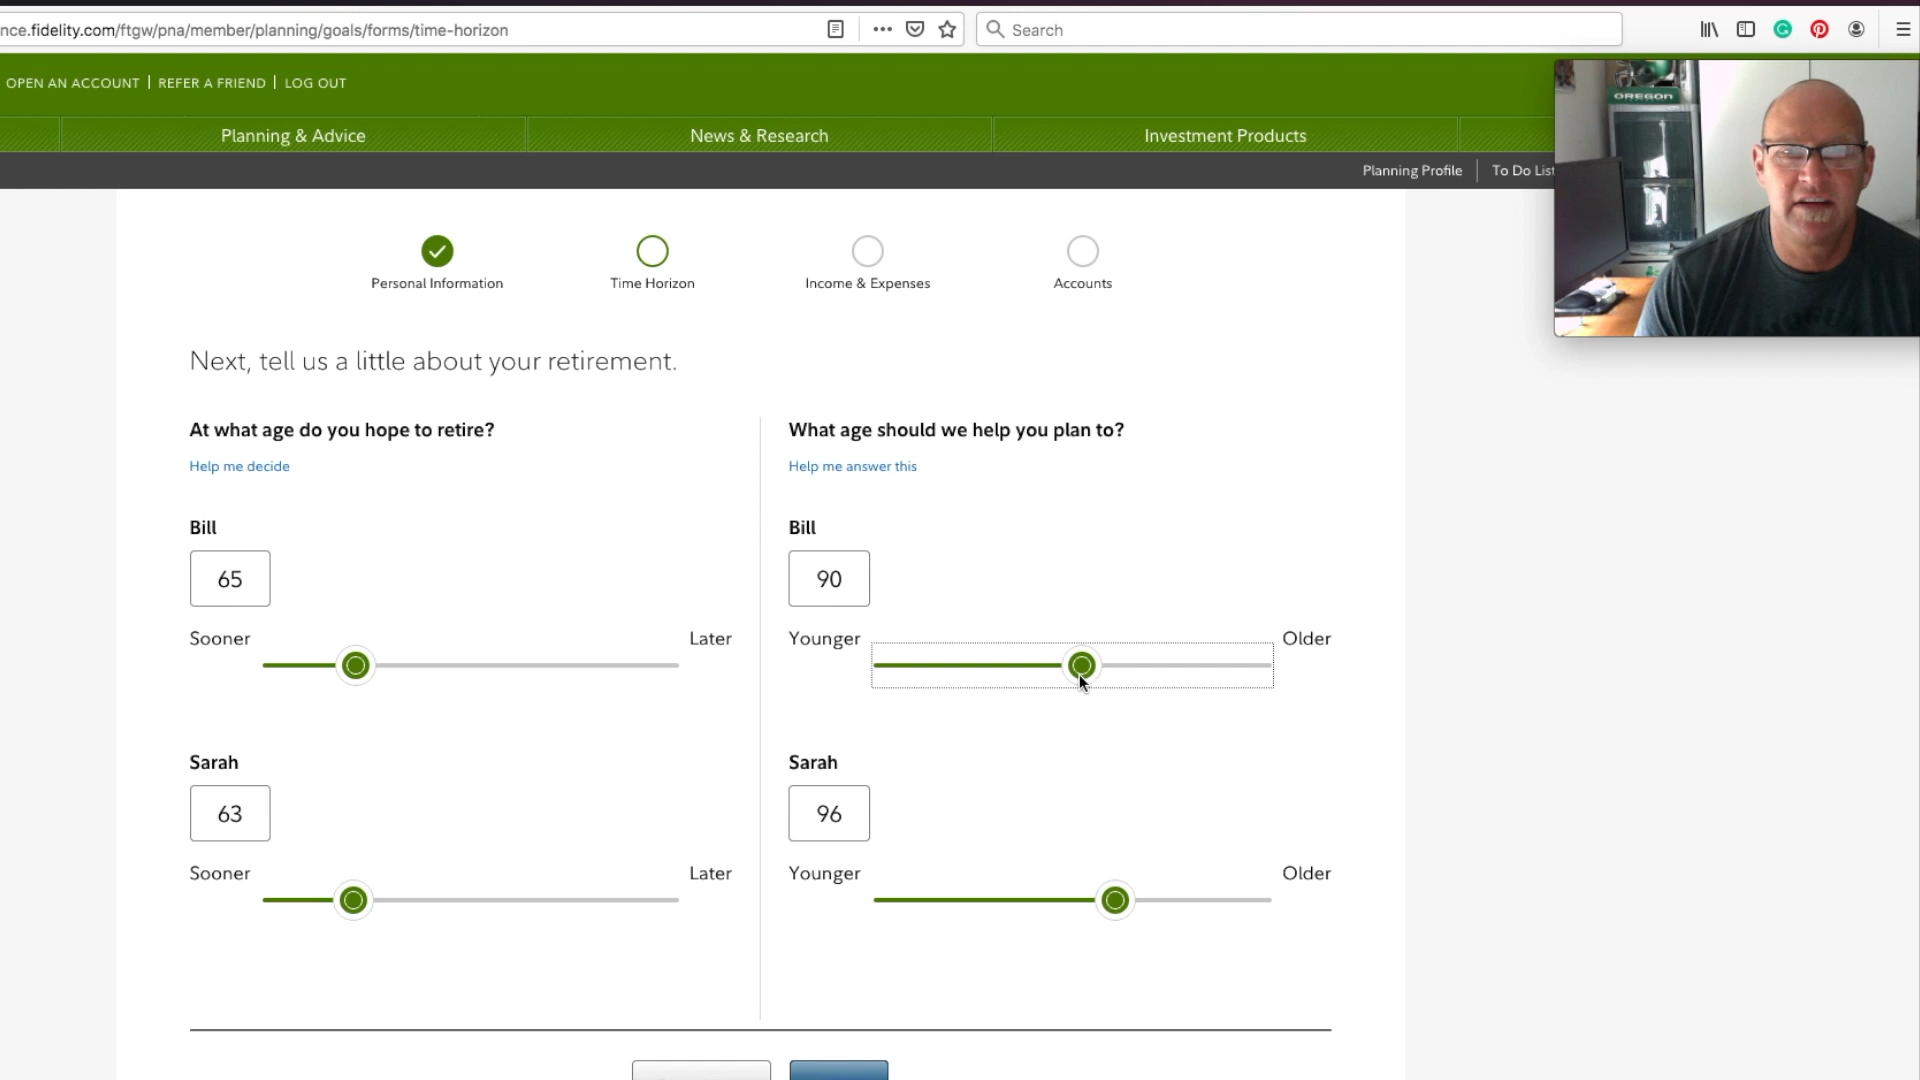 nce.fidelity.com/ftgw/pna/member/planning/goals/forms/time-horizon
Search
OPEN AN ACCOUNT | REFER A FRIEND | LOG OUT
OREGON
Planning & Advice
News & Research
Investment Products
Planning Profile
To Do List
Personal Information
Time Horizon
Income & Expenses
Accounts
Next, tell us a little about your retirement.
At what age do you hope to retire?
Help me decide
Bill
65
Sooner
Later
Sarah
63
Sooner
Later
What age should we help you plan to?
Help me answer this
Bill
90
Younger
Older
Sarah
96
Younger
Older